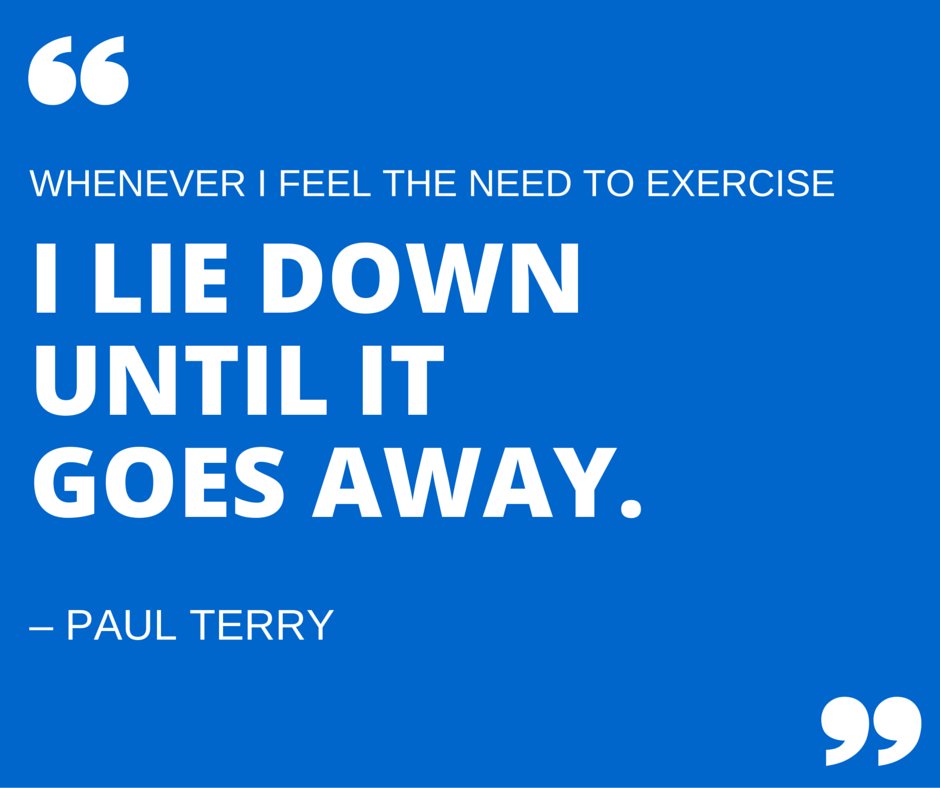 “
WHENEVER I FEEL THE NEED TO EXERCISE
I LIE DOWN
UNTIL IT
GOES AWAY.
– PAUL TERRY
”